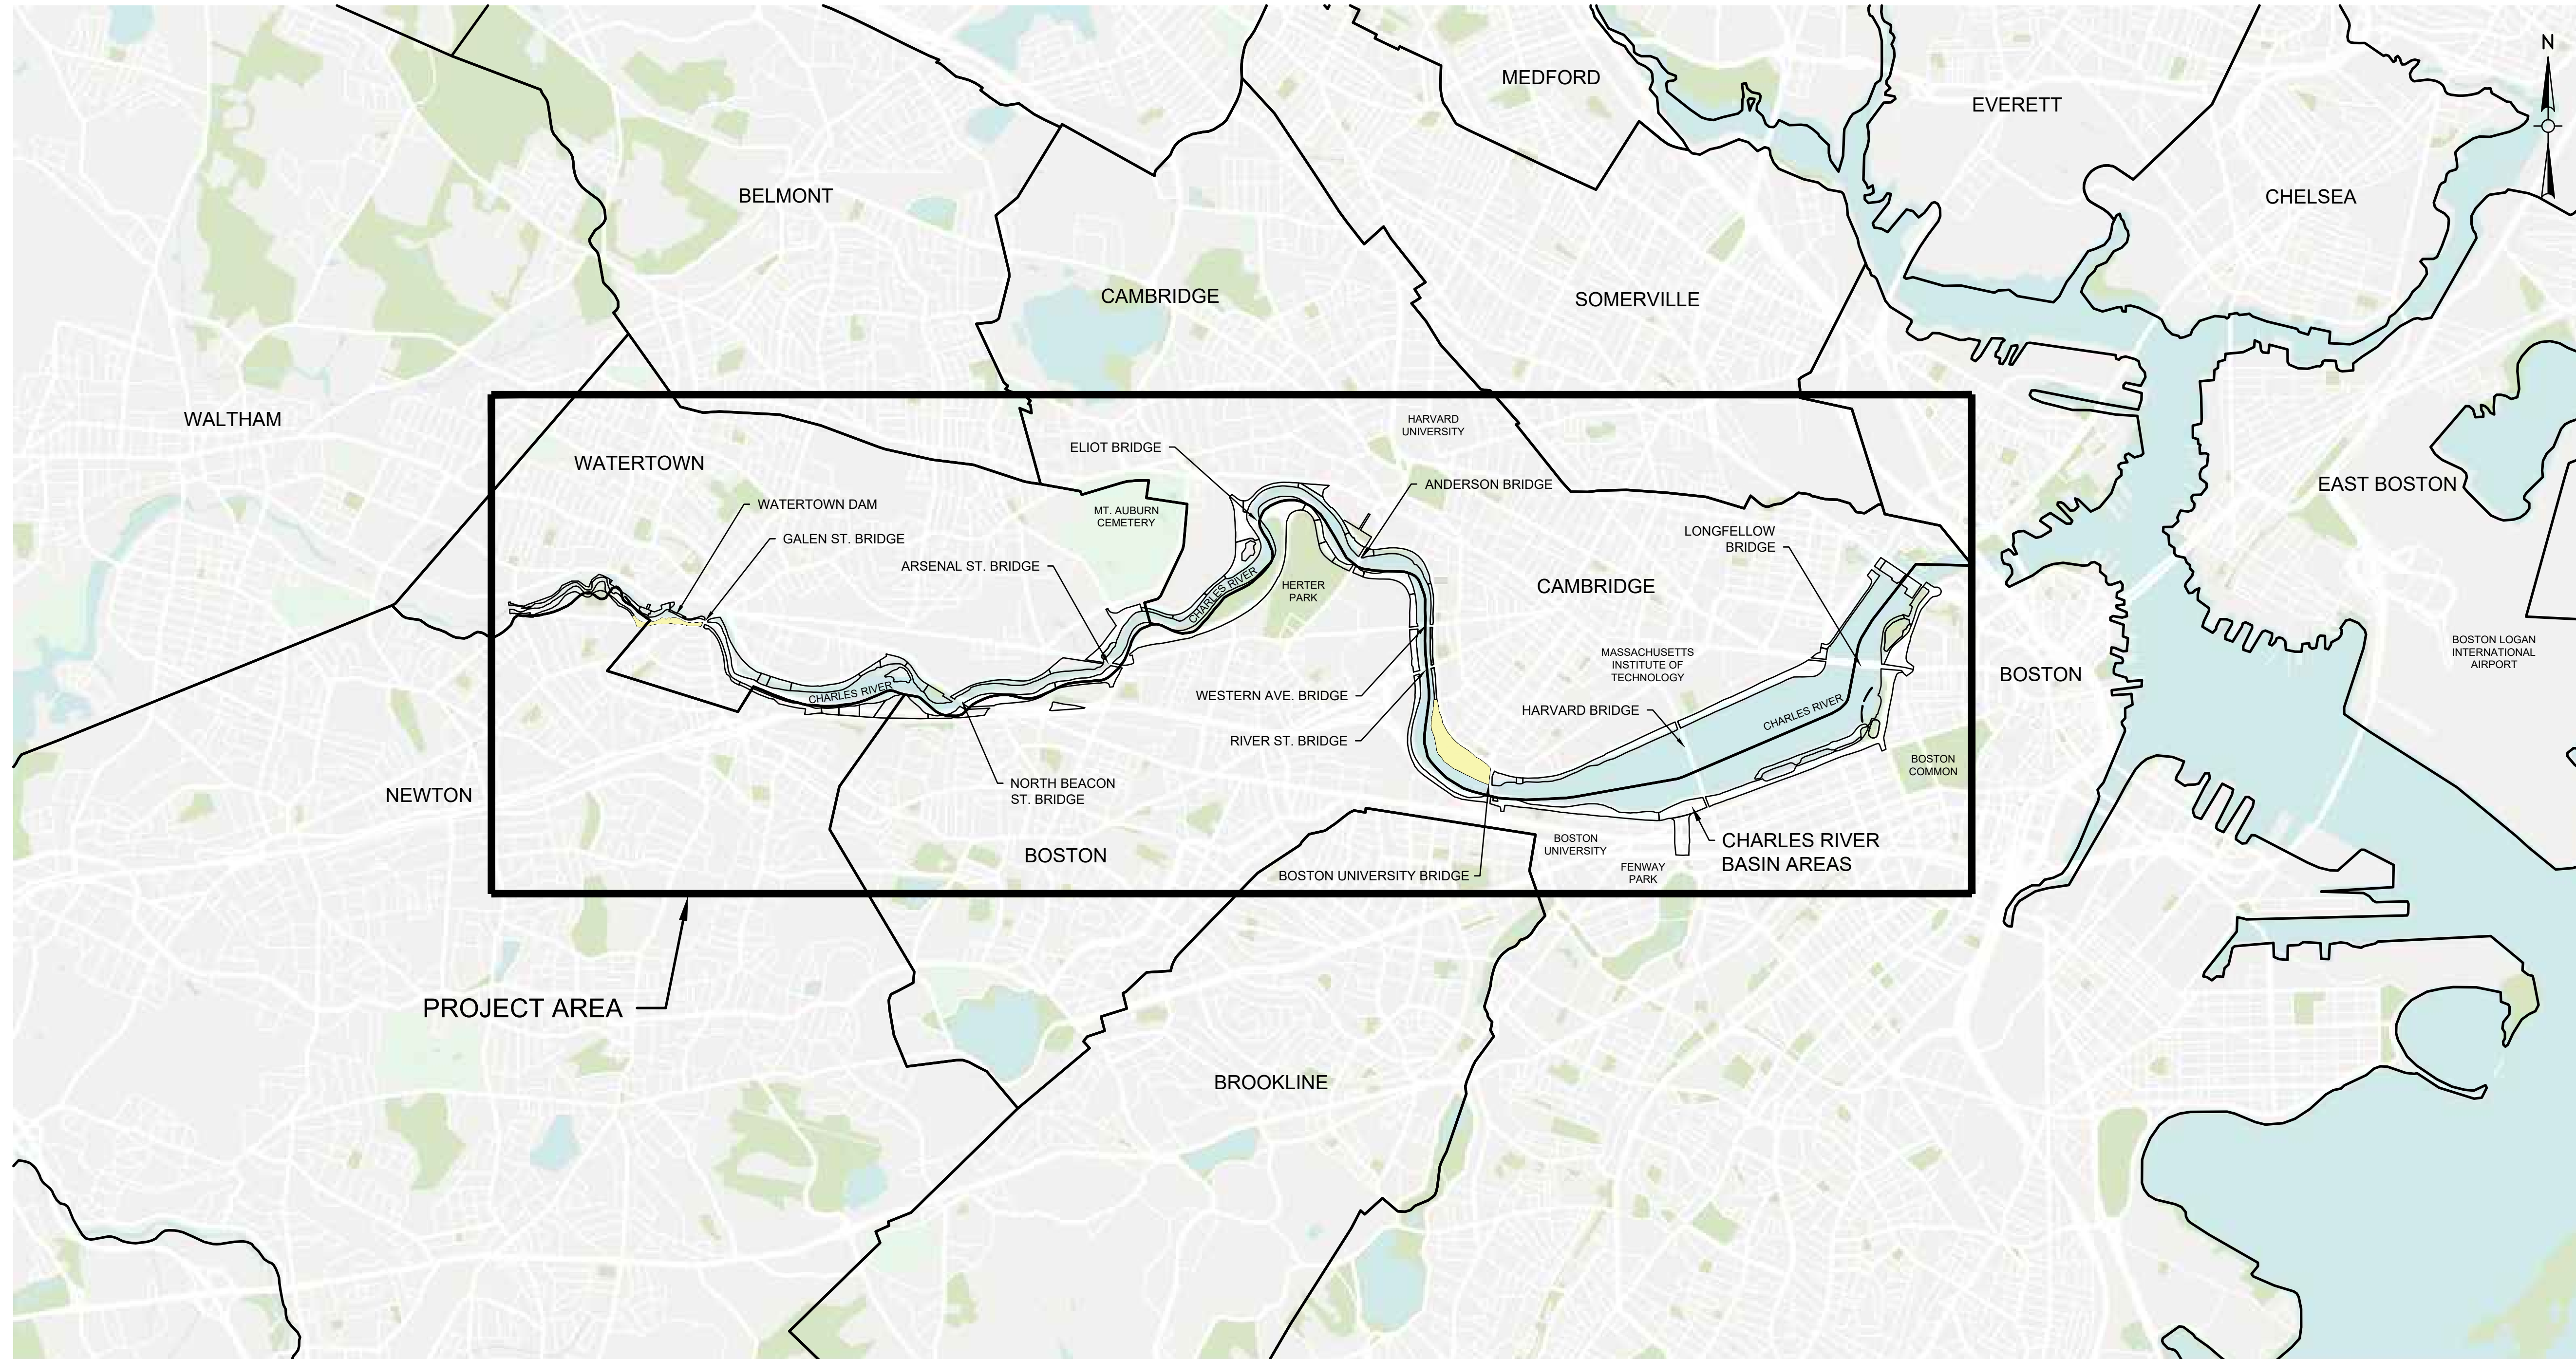 N
MEDFORD
EVERETT
BELMONT
CHELSEA
CAMBRIDGE
SOMERVILLE
WALTHAM
WATERTOWN
HARVARD
UNIVERSITY
ELIOT BRIDGE
ANDERSON BRIDGE
EAST BOSTON
WATERTOWN DAM
MT. AUBURN
CEMETERY
GALEN ST. BRIDGE
LONGFELLOW
BRIDGE
ARSENAL ST. BRIDGE
CHARLES RIVER
HERTER
PARK
CAMBRIDGE
BOSTON LOGAN
INTERNATIONAL
AIRPORT
MASSACHUSETTS
INSTITUTE OF
TECHNOLOGY
BOSTON
CHARLES RIVER
WESTERN AVE. BRIDGE
HARVARD BRIDGE
CHARLES RIVER
RIVER ST. BRIDGE
BOSTON
COMMON
NEWTON
NORTH BEACON
ST. BRIDGE
BOSTON
BOSTON
UNIVERSITY
CHARLES RIVER
BASIN AREAS
BOSTON UNIVERSITY BRIDGE
FENWAY
PARK
PROJECT AREA
BROOKLINE